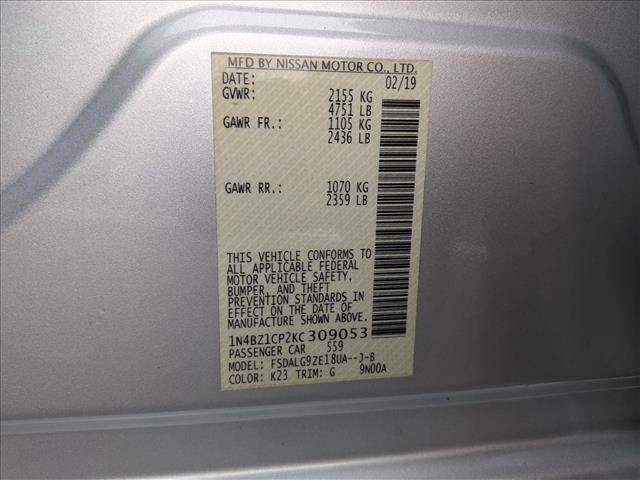 MFD BY NISSAN MOTOR CO., LTD.
DATE: 02/19
GVWR: 2155 KG
4751 LB
GAWR FR.: 1105 KG
2436 LB
GAWR RR.: 1070 KG
2359 LB
THIS VEHICLE CONFORMS TO
ALL APPLICABLE FEDERAL
MOTOR VEHICLE SAFETY,
BUMPER, AND THEFT
PREVENTION STANDARDS IN
EFFECT ON THE DATE OF
MANUFACTURE SHOWN ABOVE.
1N4BZ1CP2KC309053
PASSENGER CAR 559
MODEL: FSDALG9ZE18UA--J-B
COLOR: K23 TRIM: G 9N00A